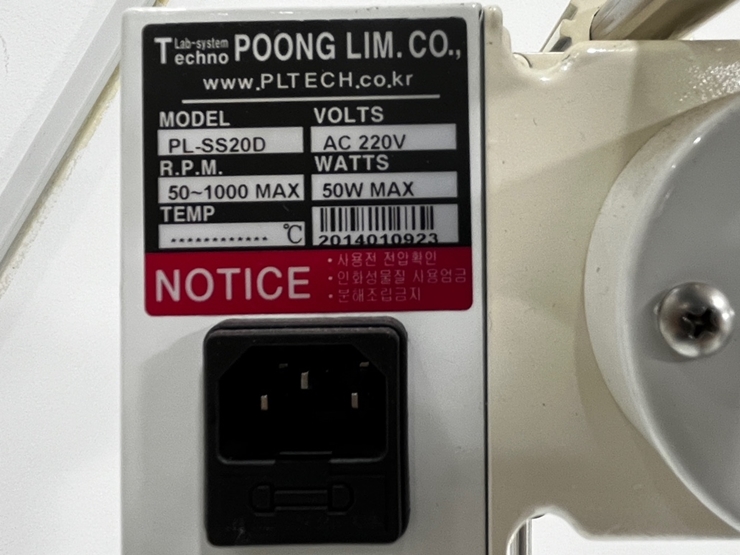 Techno Lab-system POONG LIM. CO.,
www.PLTECH.co.kr
MODEL VOLTS
PL-SS20D AC 220V
R.P.M. WATTS
50~1000 MAX 50W MAX
TEMP
............ ℃ 2014010923
NOTICE
· 사용전 전압확인
· 인화성물질 사용엄금
· 분해조립금지